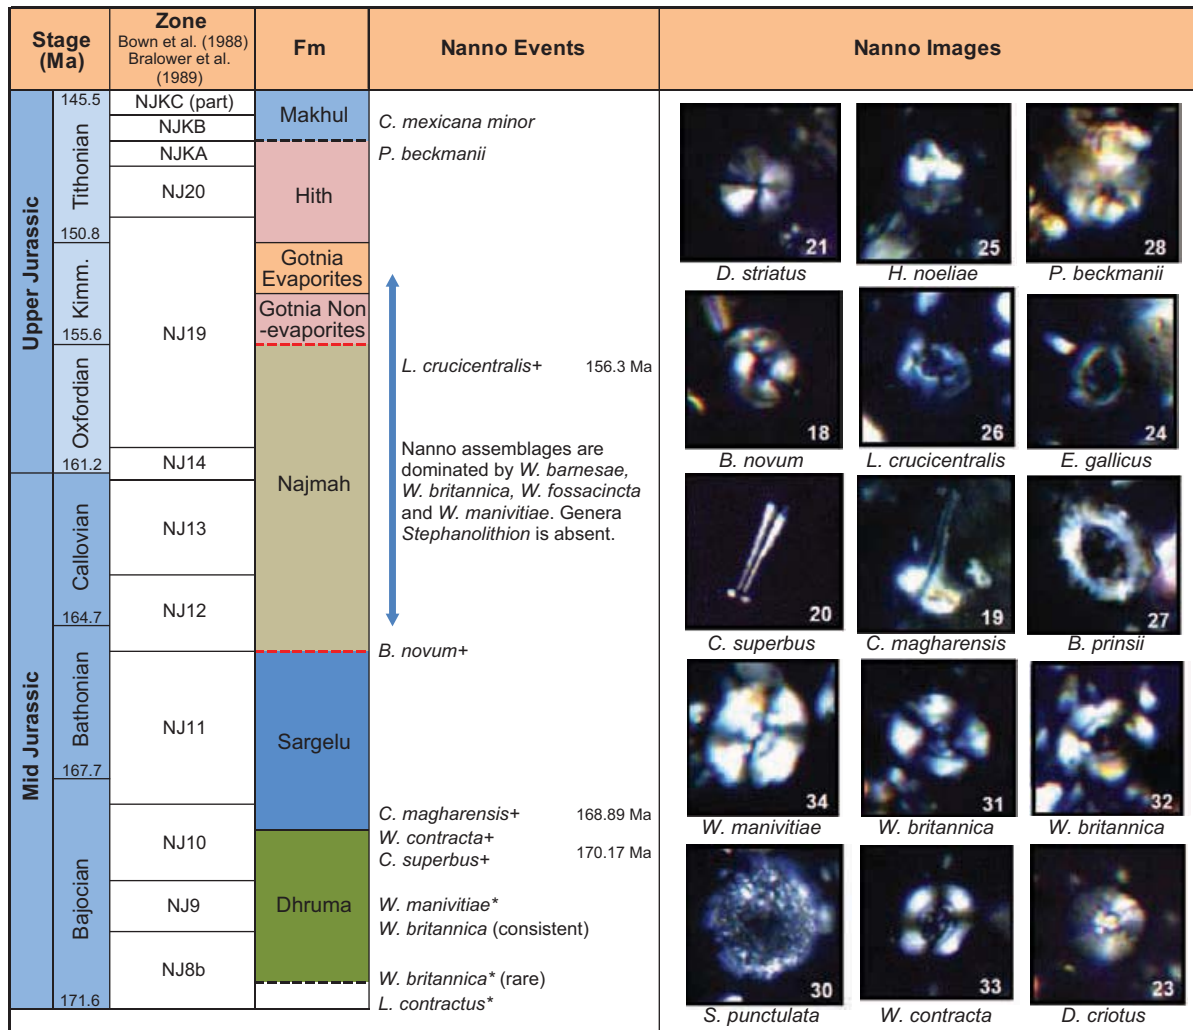 Stage
(Ma)
Zone
Bown et al. (1988)
Bralower et al.
(1989)
Fm
Nanno Events
Nanno Images
Upper Jurassic
Mid Jurassic
145.5
Tithonian
150.8
Kimm.
155.6
Oxfordian
161.2
Callovian
164.7
Bathonian
167.7
Bajocian
171.6
NJKC (part)
NJKB
NJKA
NJ20
NJ19
NJ14
NJ13
NJ12
NJ11
NJ10
NJ9
NJ8b
Makhul
Hith
Gotnia
Evaporites
Gotnia Non
-evaporites
Najmah
Sargelu
Dhruma
C. mexicana minor
P. beckmanii
L. crucicentralis+ 156.3 Ma
Nanno assemblages are
dominated by W. barnesae,
W. britannica, W. fossacincta
and W. manivitiae. Genera
Stephanolithion is absent.
B. novum+
C. magharensis+ 168.89 Ma
W. contracta+
C. superbus+ 170.17 Ma
W. manivitiae*
W. britannica (consistent)
W. britannica* (rare)
L. contractus*
21 25 28
D. striatus H. noeliae P. beckmanii
18 26 24
B. novum L. crucicentralis E. gallicus
20 19 27
C. superbus C. magharensis B. prinsii
34 31 32
W. manivitiae W. britannica W. britannica
30 33 23
S. punctulata W. contracta D. criotus